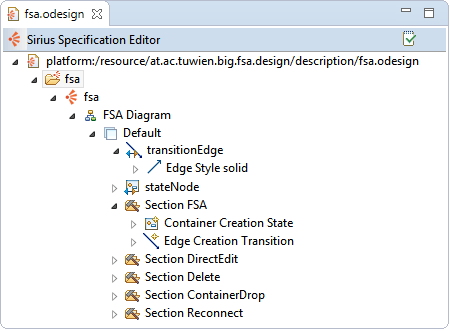 fsa.odesign
Sirius Specification Editor
platform:/resource/at.ac.tuwien.big.fsa.design/description/fsa.odesign
fsa
fsa
FSA Diagram
Default
transitionEdge
Edge Style solid
stateNode
Section FSA
Container Creation State
Edge Creation Transition
Section DirectEdit
Section Delete
Section ContainerDrop
Section Reconnect